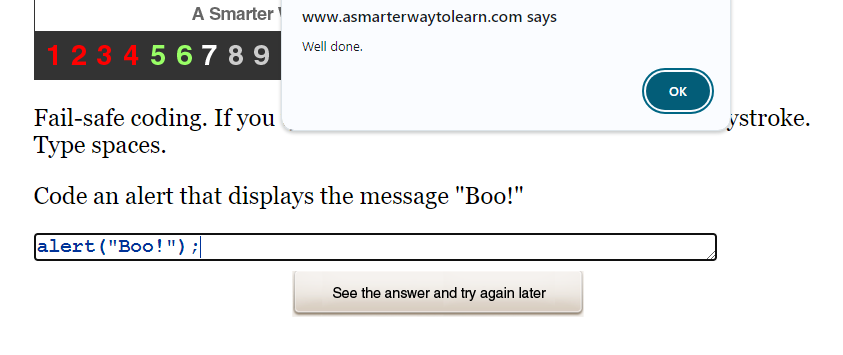 A Smarter
www.asmarterwaytolearn.com says
Well done.
1 2 3 4 5 6 7 8 9
OK
Fail-safe coding. If you ystroke.
Type spaces.
Code an alert that displays the message "Boo!"
alert("Boo!");
See the answer and try again later